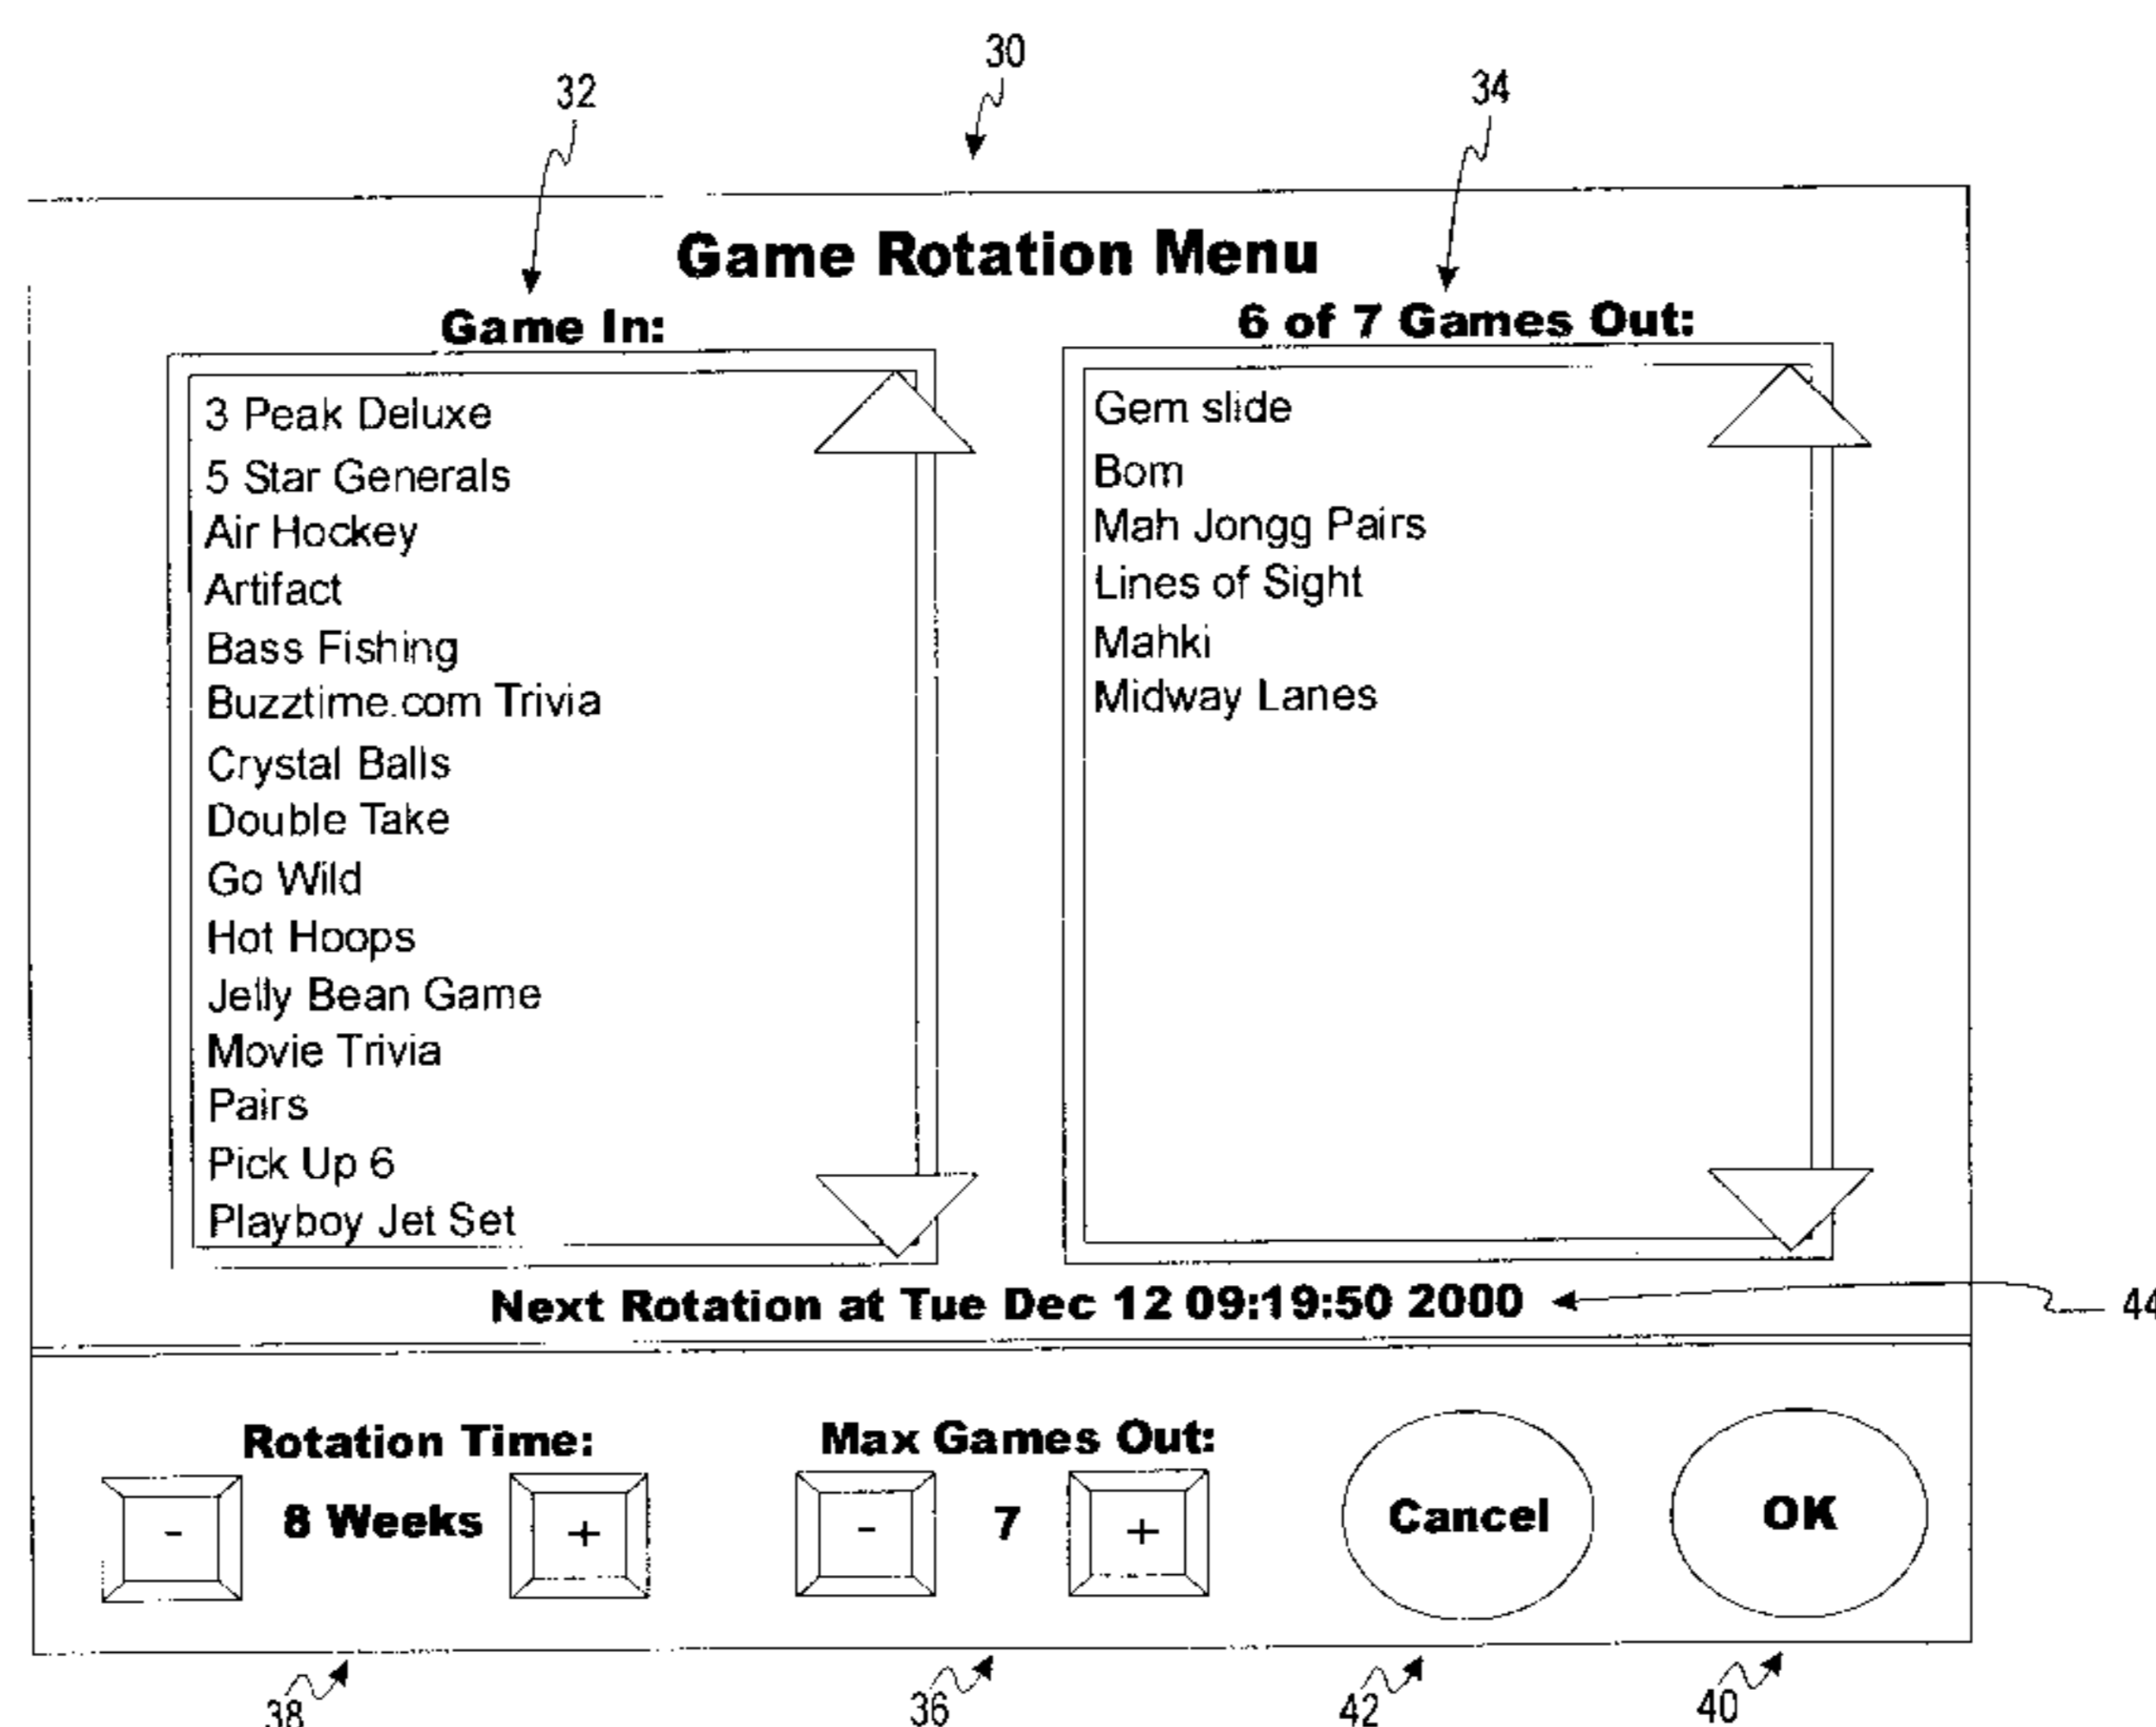 30
32
34
Game Rotation Menu
Game In:
3 Peak Deluxe
5 Star Generals
Air Hockey
Artifact
Bass Fishing
Buzztime.com Trivia
Crystal Balls
Double Take
Go Wild
Hot Hoops
Jelly Bean Game
Movie Trivia
Pairs
Pick Up 6
Playboy Jet Set
6 of 7 Games Out:
Gem slide
Bom
Mah Jongg Pairs
Lines of Sight
Mahki
Midway Lanes
Next Rotation at Tue Dec 12 09:19:50 2000
44
Rotation Time:
- 8 Weeks +
Max Games Out:
- 7 +
Cancel
OK
38
36
42
40